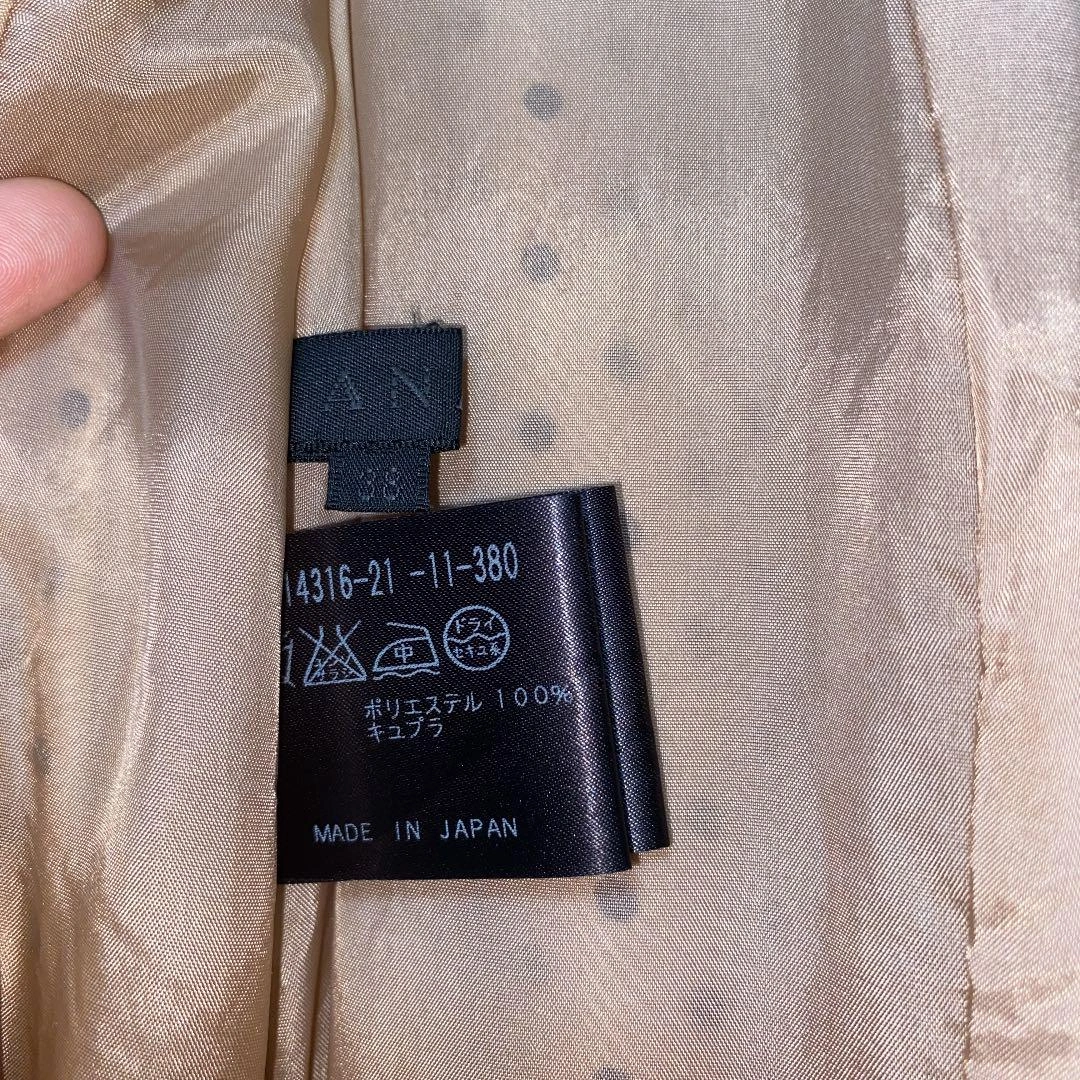 AN
38
14316-21 -11-380
中
ドライ
セキユ系
ポリエステル 100%
キュプラ
MADE IN JAPAN